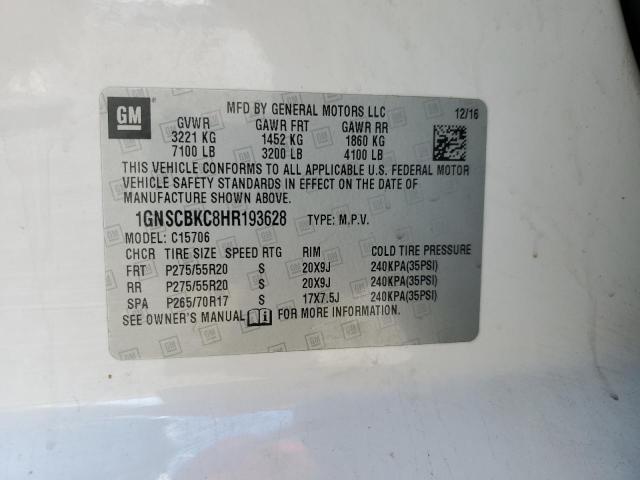 GM
MFD BY GENERAL MOTORS LLC
12/16
GVWR GAWR FRT GAWR RR
3221 KG 1452 KG 1860 KG
7100 LB 3200 LB 4100 LB
THIS VEHICLE CONFORMS TO ALL APPLICABLE U.S. FEDERAL MOTOR
VEHICLE SAFETY STANDARDS IN EFFECT ON THE DATE OF
MANUFACTURE SHOWN ABOVE.
1GNSCBKC8HR193628 TYPE: M.P.V.
MODEL: C15706
CHCR TIRE SIZE SPEED RTG RIM COLD TIRE PRESSURE
FRT P275/55R20 S 20X9J 240KPA(35PSI)
RR P275/55R20 S 20X9J 240KPA(35PSI)
SPA P265/70R17 S 17X7.5J 240KPA(35PSI)
SEE OWNER'S MANUAL FOR MORE INFORMATION.